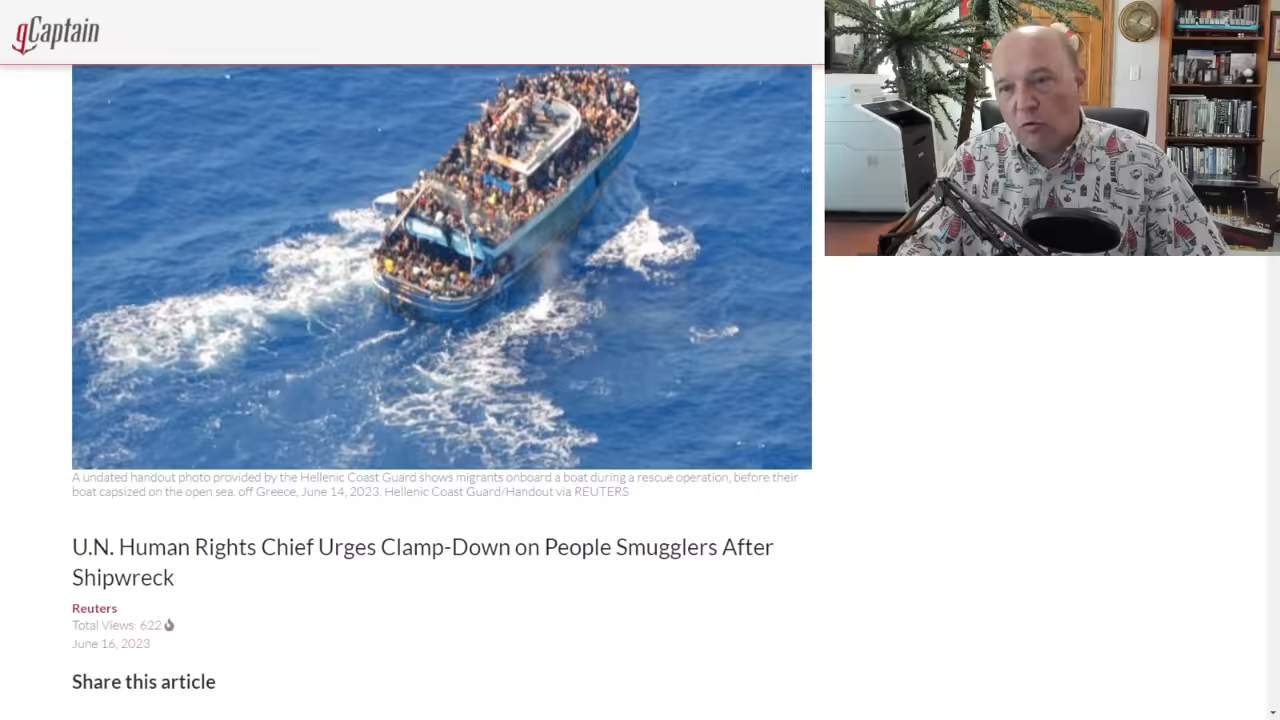 gCaptain
A undated handout photo provided by the Hellenic Coast Guard shows migrants onboard a boat during a rescue operation, before their
boat capsized on the open sea. off Greece, June 14, 2023. Hellenic Coast Guard/Handout via REUTERS
U.N. Human Rights Chief Urges Clamp-Down on People Smugglers After
Shipwreck
Reuters
Total Views: 622
June 16, 2023
Share this article